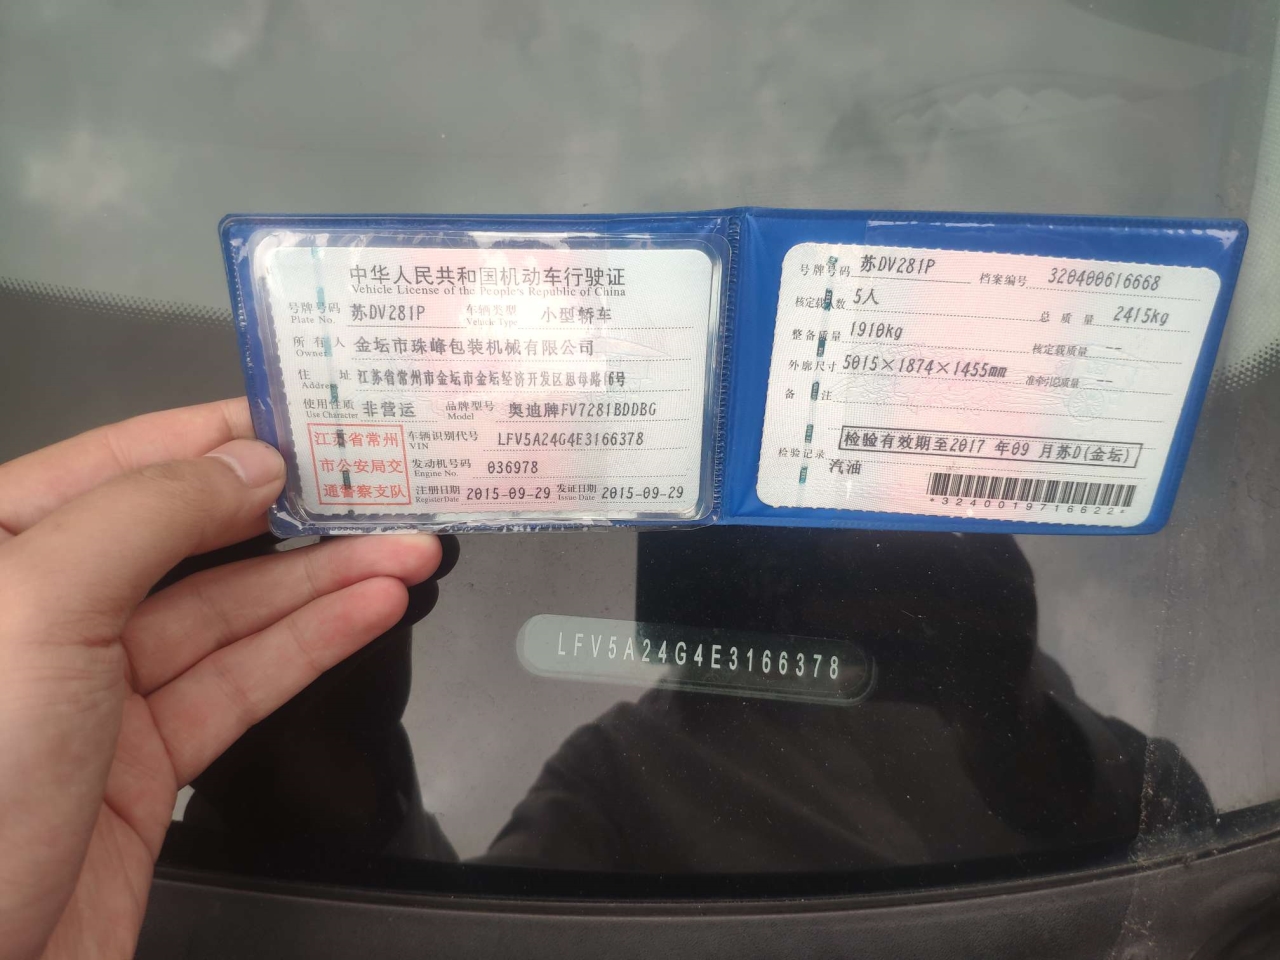 中华人民共和国机动车行驶证
Vehicle License of the People's Republic of China
号牌号码 苏DV281P 车辆类型 小型轿车
Plate No. Vehicle Type
所有人 金坛市珠峰包装机械有限公司
Owner
住址 江苏省常州市金坛市金坛经济开发区思母路16号
Address
使用性质 非营运 品牌型号 奥迪牌FV7281BDDBG
Use Character Model
江苏省常州
市公安局交
通警察支队
车辆识别代号 LFV5A24G4E3166378
VIN
发动机号码 036978
Engine No.
注册日期 2015-09-29 发证日期 2015-09-29
Register Date Issue Date
号牌号码 苏DV281P 档案编号 320400616668
核定载人数 5人 总质量 2415kg
整备质量 1910kg 核定载质量 --
外廓尺寸 5015×1874×1455mm 准牵引总质量 --
备注
检验有效期至2017 年09 月苏D(金坛)
检验记录 汽油
*3240019716622*
LFV5A24G4E3166378